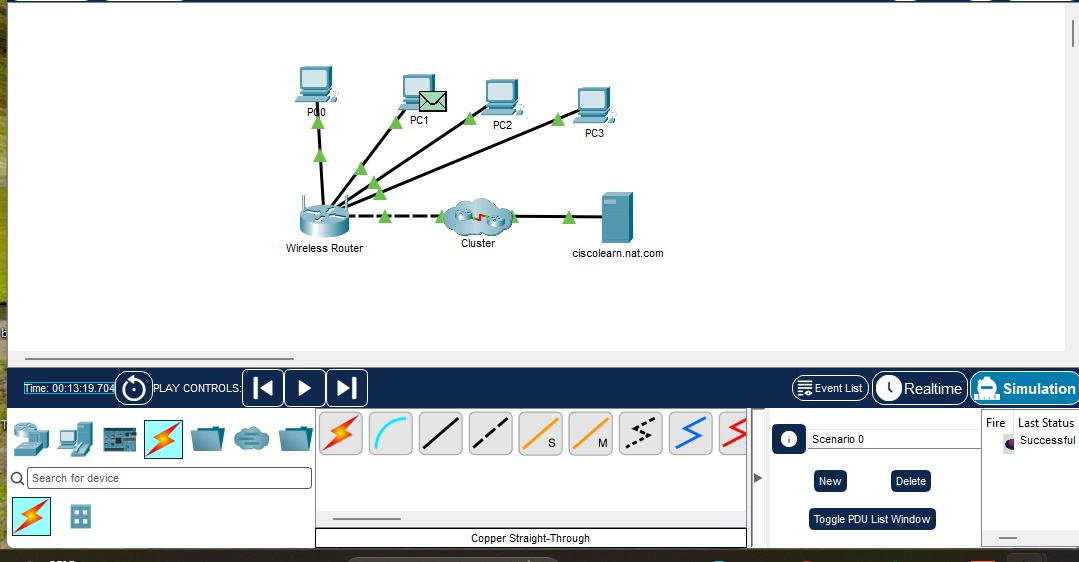 PC0
PC1
PC2
PC3
Wireless Router
Cluster
ciscolearn.nat.com
Time: 00:13:19.704
PLAY CONTROLS:
Event List
Realtime
Simulation
S
M
Search for device
Copper Straight-Through
Scenario 0
New
Delete
Toggle PDU List Window
Fire Last Status
Successful